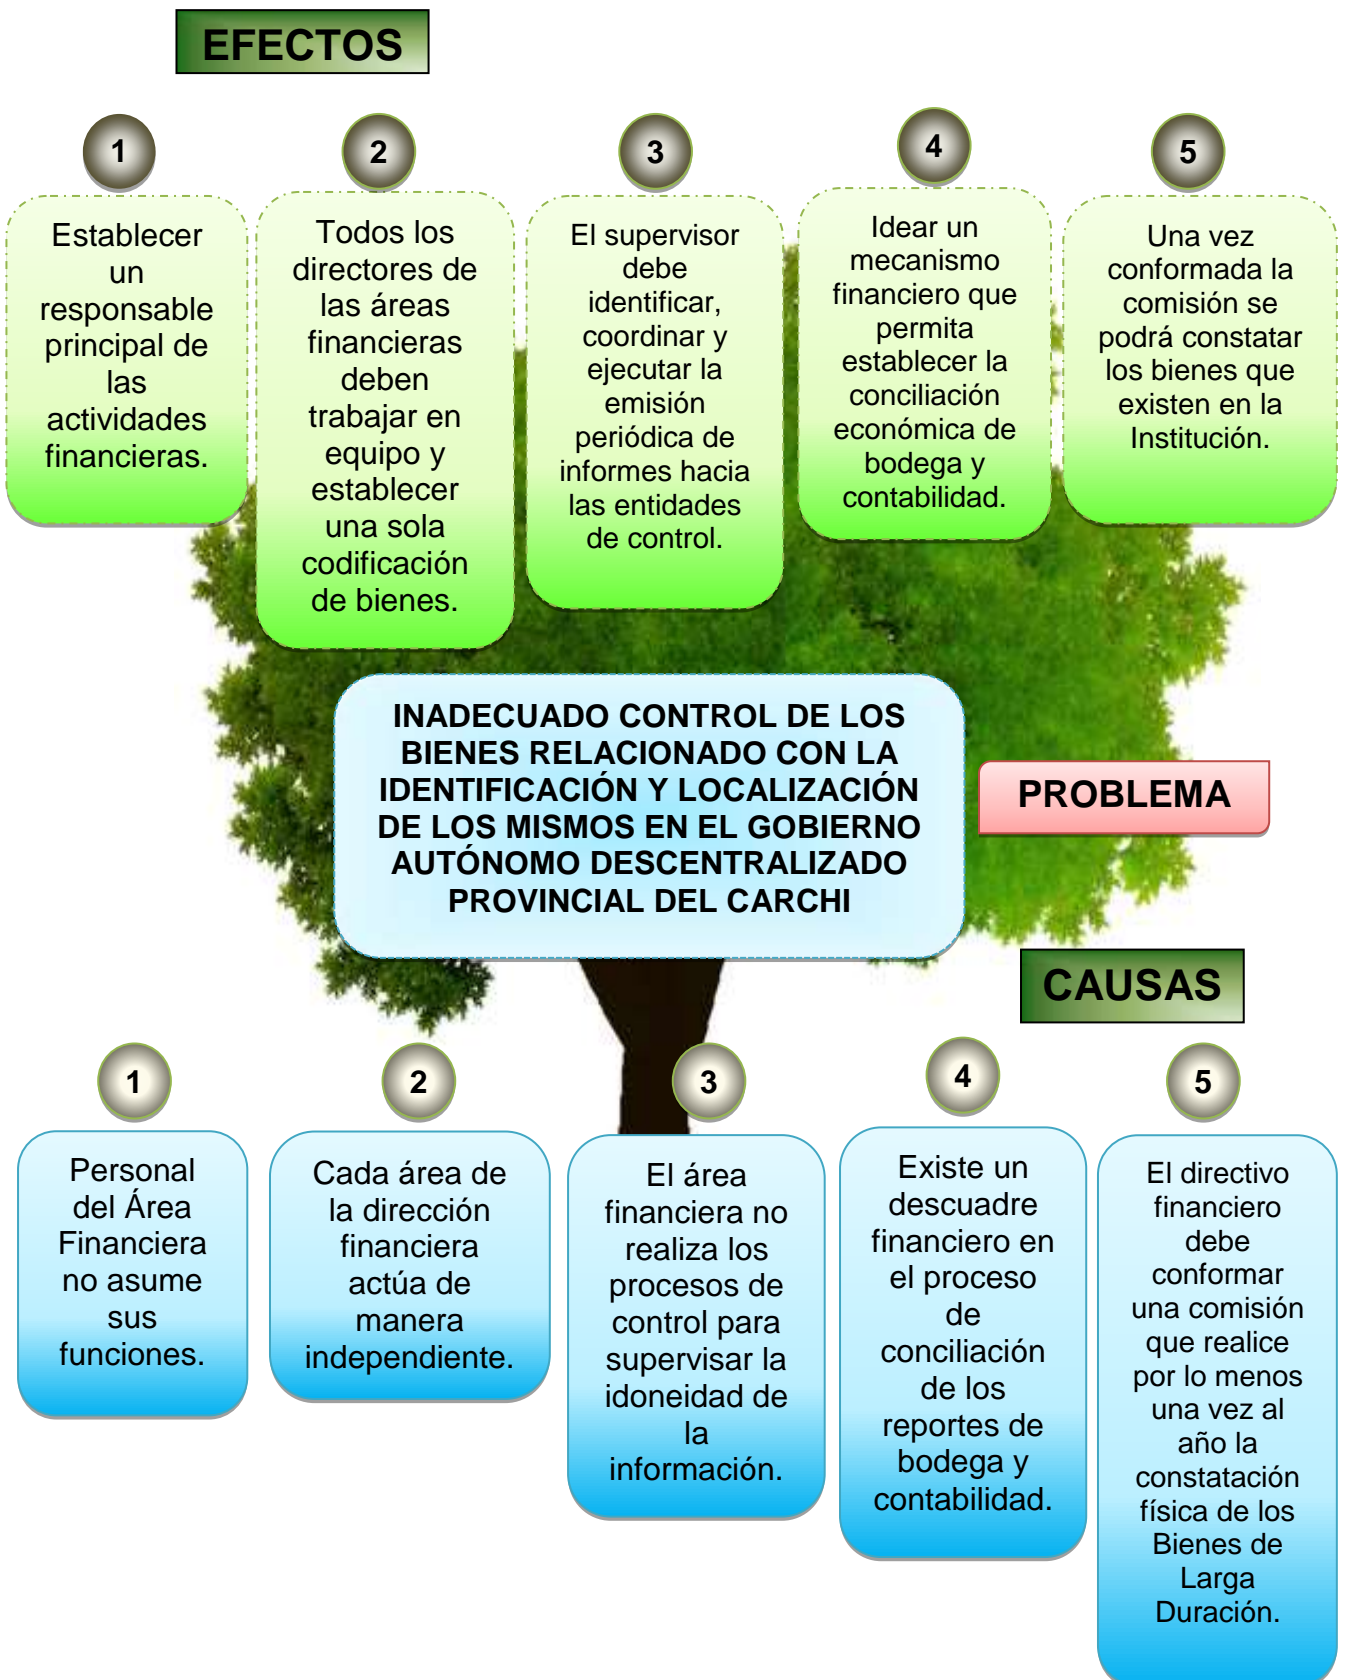 EFECTOS
1
Establecer
un
responsable
principal de
las
actividades
financieras.
2
Todos los
directores de
las áreas
financieras
deben
trabajar en
equipo y
establecer
una sola
codificación
de bienes.
3
El supervisor
debe
identificar,
coordinar y
ejecutar la
emisión
periódica de
informes hacia
las entidades
de control.
4
Idear un
mecanismo
financiero que
permita
establecer la
conciliación
económica de
bodega y
contabilidad.
5
Una vez
conformada la
comisión se
podrá constatar
los bienes que
existen en la
Institución.
INADECUADO CONTROL DE LOS
BIENES RELACIONADO CON LA
IDENTIFICACIÓN Y LOCALIZACIÓN
DE LOS MISMOS EN EL GOBIERNO
AUTÓNOMO DESCENTRALIZADO
PROVINCIAL DEL CARCHI
PROBLEMA
CAUSAS
1
Personal
del Área
Financiera
no asume
sus
funciones.
2
Cada área de
la dirección
financiera
actúa de
manera
independiente.
3
El área
financiera no
realiza los
procesos de
control para
supervisar la
idoneidad de
la
información.
4
Existe un
descuadre
financiero en
el proceso
de
conciliación
de los
reportes de
bodega y
contabilidad.
5
El directivo
financiero
debe
conformar
una comisión
que realice
por lo menos
una vez al
año la
constatación
física de los
Bienes de
Larga
Duración.